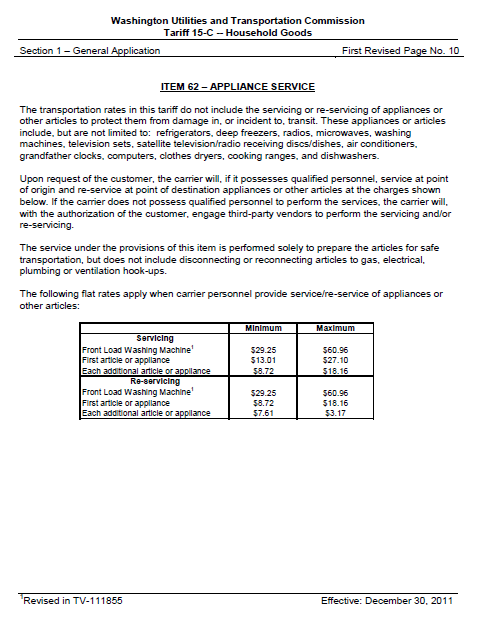 Washington Utilities and Transportation Commission
Tariff 15-C -- Household Goods
Section 1 – General Application First Revised Page No. 10
ITEM 62 – APPLIANCE SERVICE
The transportation rates in this tariff do not include the servicing or re-servicing of appliances or
other articles to protect them from damage in, or incident to, transit. These appliances or articles
include, but are not limited to: refrigerators, deep freezers, radios, microwaves, washing
machines, television sets, satellite television/radio receiving discs/dishes, air conditioners,
grandfather clocks, computers, clothes dryers, cooking ranges, and dishwashers.
Upon request of the customer, the carrier will, if it possesses qualified personnel, service at point
of origin and re-service at point of destination appliances or other articles at the charges shown
below. If the carrier does not possess qualified personnel to perform the services, the carrier will,
with the authorization of the customer, engage third-party vendors to perform the servicing and/or
re-servicing.
The service under the provisions of this item is performed solely to prepare the articles for safe
transportation, but does not include disconnecting or reconnecting articles to gas, electrical,
plumbing or ventilation hook-ups.
The following flat rates apply when carrier personnel provide service/re-service of appliances or
other articles:
Minimum Maximum
Servicing
Front Load Washing Machine¹ $29.25 $60.96
First article or appliance $13.01 $27.10
Each additional article or appliance $8.72 $18.16
Re-servicing
Front Load Washing Machine¹ $29.25 $60.96
First article or appliance $8.72 $18.16
Each additional article or appliance $7.61 $3.17
¹Revised in TV-111855 Effective: December 30, 2011